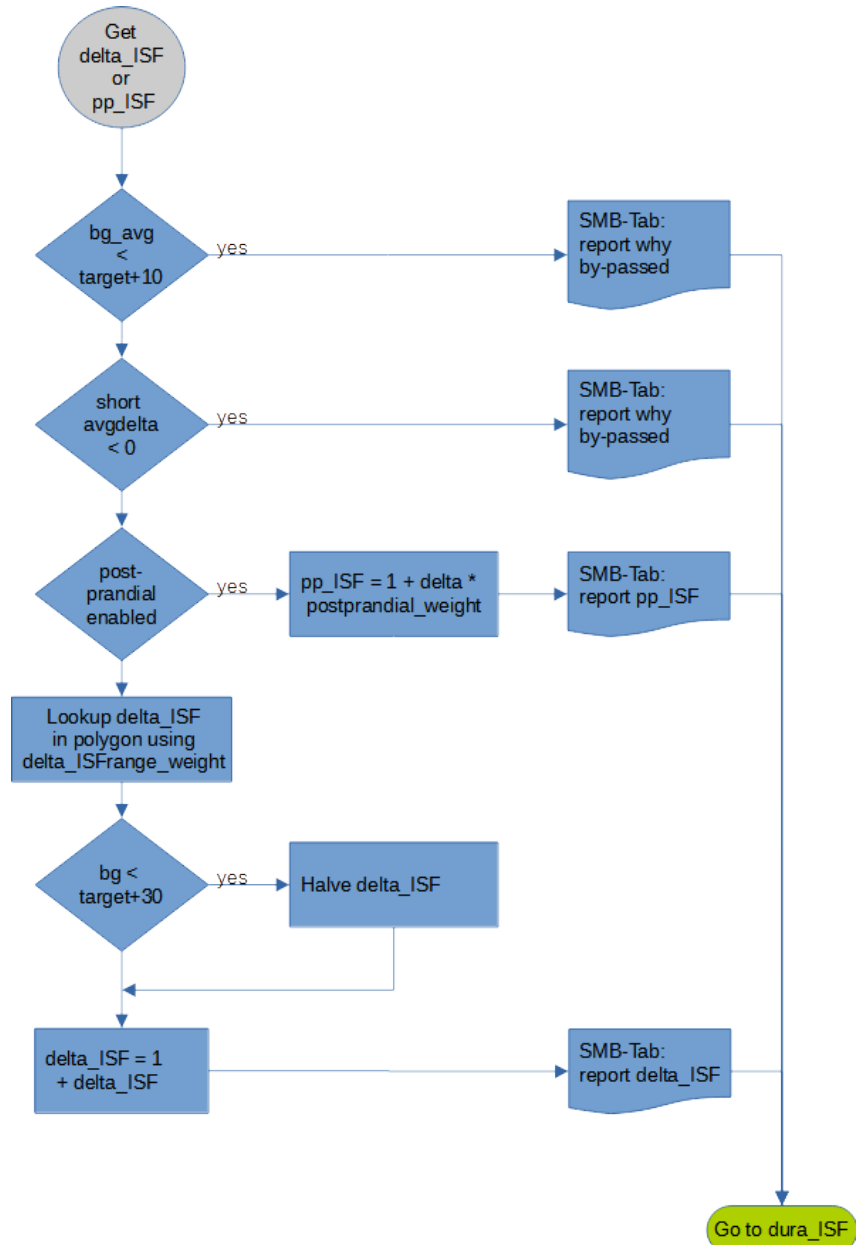 Get
delta_ISF
or
pp_ISF
bg_avg
<
target+10
yes
SMB-Tab:
report why
by-passed
short
avgdelta
< 0
yes
SMB-Tab:
report why
by-passed
post-
prandial
enabled
yes
pp_ISF = 1 + delta *
postprandial_weight
SMB-Tab:
report pp_ISF
Lookup delta_ISF
in polygon using
delta_ISFrange_weight
bg <
target+30
yes
Halve delta_ISF
delta_ISF = 1
+ delta_ISF
SMB-Tab:
report delta_ISF
Go to dura_ISF